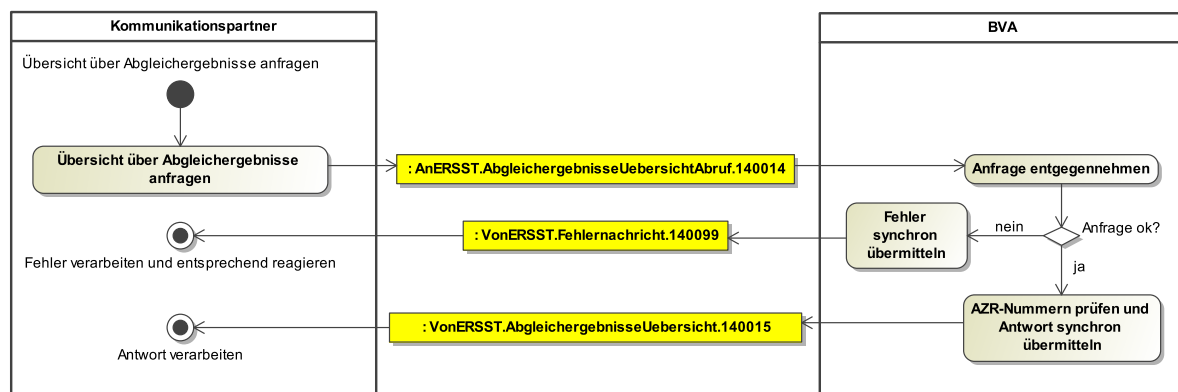 Kommunikationspartner
BVA
Übersicht über Abgleichergebnisse anfragen
Übersicht über Abgleichergebnisse
anfragen
: AnERSST.AbgleichergebnisseUebersichtAbruf.140014
Anfrage entgegennehmen
Fehler
synchron
übermitteln
nein
Anfrage ok?
: VonERSST.Fehlernachricht.140099
Fehler verarbeiten und entsprechend reagieren
ja
AZR-Nummern prüfen und
Antwort synchron
übermitteln
: VonERSST.AbgleichergebnisseUebersicht.140015
Antwort verarbeiten